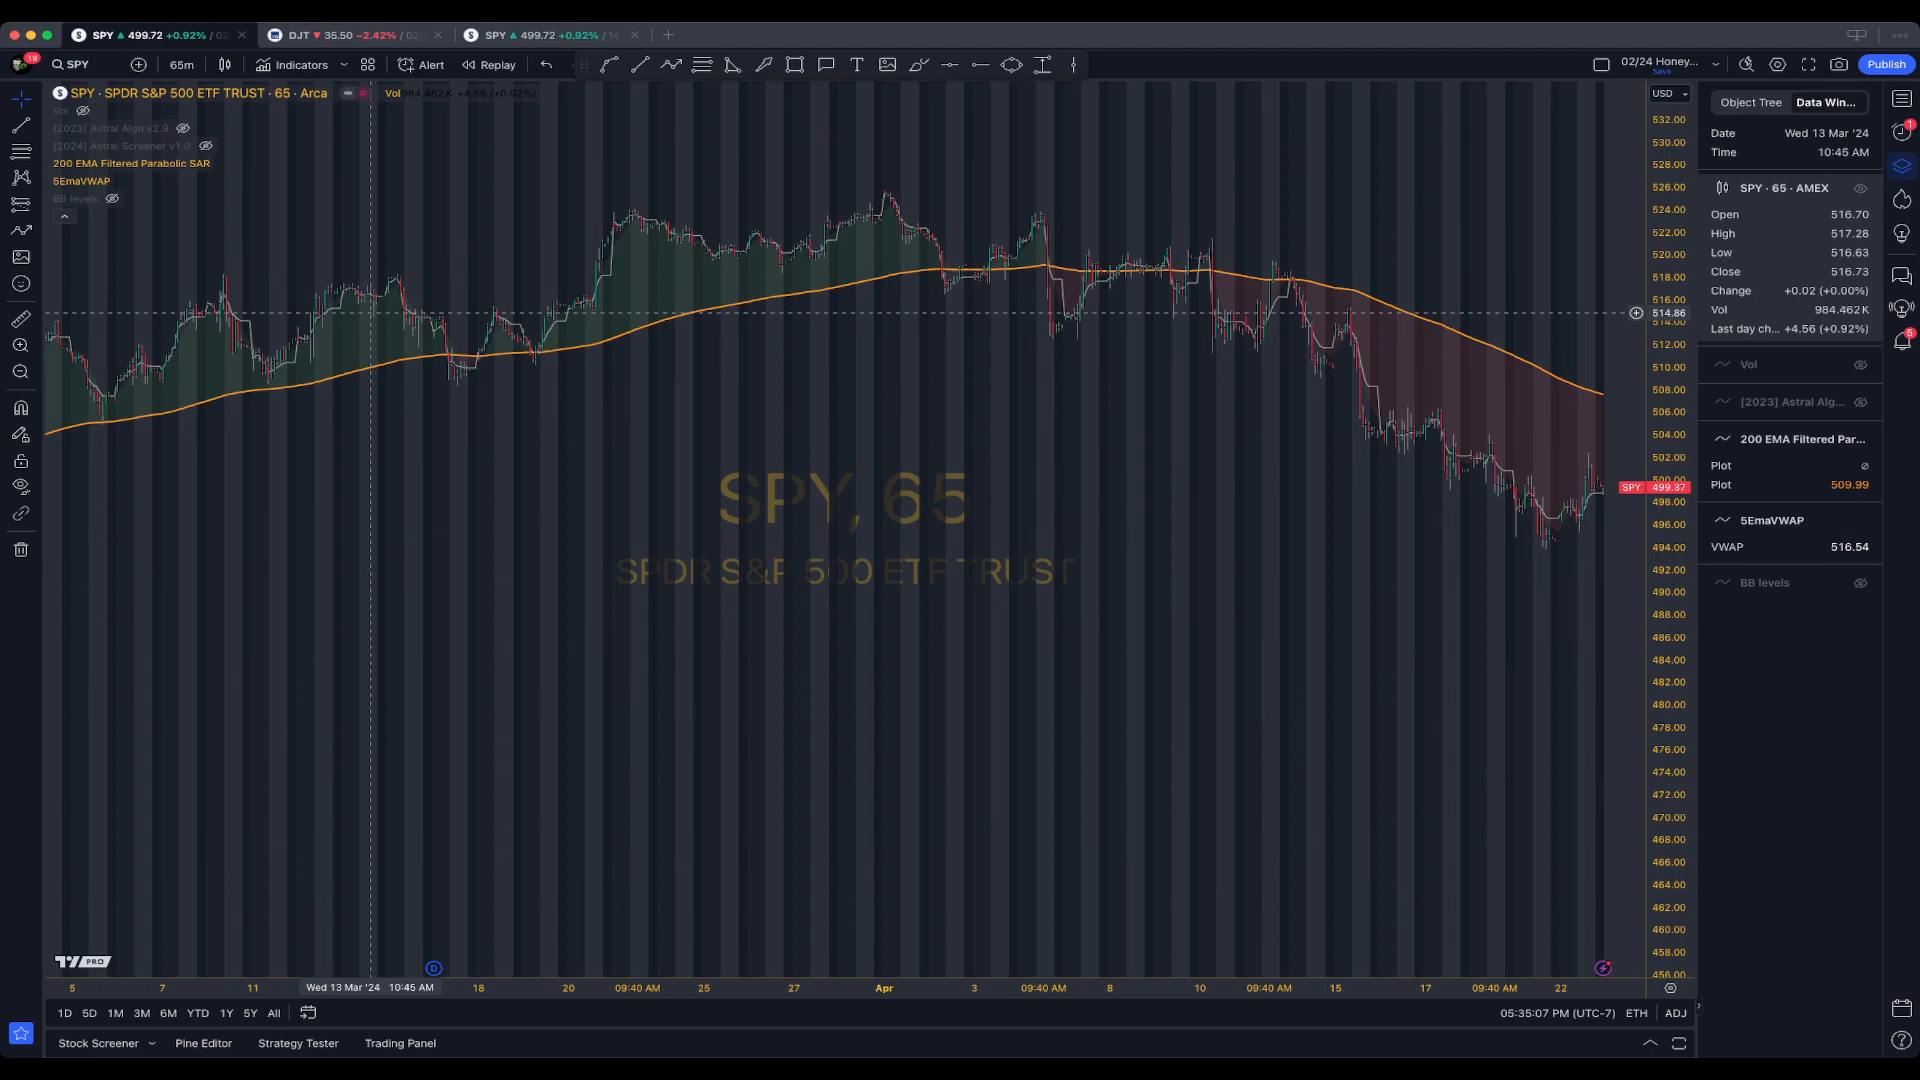 SPY 499.72 +0.92% / 02
DJT 35.50 −2.42% / 02/
SPY 499.72 +0.92% / 14
19
SPY
65m
Indicators
Alert
Replay
02/24 Honey...
Save
Publish
SPY · SPDR S&P 500 ETF TRUST · 65 · Arca
Vol 984.462K +4.56 (+0.92%)
Vol
[2023] Astral Algo v2.9
[2024] Astral Screener v1.0
200 EMA Filtered Parabolic SAR
5EmaVWAP
BB levels
SPY, 65
SPDR S&P 500 ETF TRUST
USD
532.00
530.00
528.00
526.00
524.00
522.00
520.00
518.00
516.00
514.86
514.00
512.00
510.00
508.00
506.00
504.00
502.00
500.00
SPY 499.37
498.00
496.00
494.00
492.00
490.00
488.00
486.00
484.00
482.00
480.00
478.00
476.00
474.00
472.00
470.00
468.00
466.00
464.00
462.00
460.00
458.00
456.00
Object Tree
Data Win...
Date Wed 13 Mar '24
Time 10:45 AM
SPY · 65 · AMEX
Open 516.70
High 517.28
Low 516.63
Close 516.73
Change +0.02 (+0.00%)
Vol 984.462K
Last day ch... +4.56 (+0.92%)
Vol
[2023] Astral Alg...
200 EMA Filtered Par...
Plot ∅
Plot 509.99
5EmaVWAP
VWAP 516.54
BB levels
1
5
PRO
D
5 7 11 Wed 13 Mar '24 10:45 AM 18 20 09:40 AM 25 27 Apr 3 09:40 AM 8 10 09:40 AM 15 17 09:40 AM 22
1D 5D 1M 3M 6M YTD 1Y 5Y All
05:35:07 PM (UTC-7) ETH ADJ
Stock Screener Pine Editor Strategy Tester Trading Panel